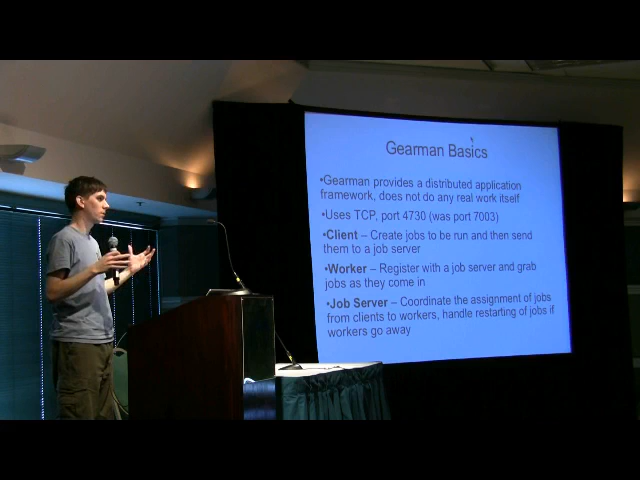 Gearman Basics
•Gearman provides a distributed application
framework, does not do any real work itself
•Uses TCP, port 4730 (was port 7003)
•Client – Create jobs to be run and then send
them to a job server
•Worker – Register with a job server and grab
jobs as they come in
•Job Server – Coordinate the assignment of jobs
from clients to workers, handle restarting of jobs if
workers go away